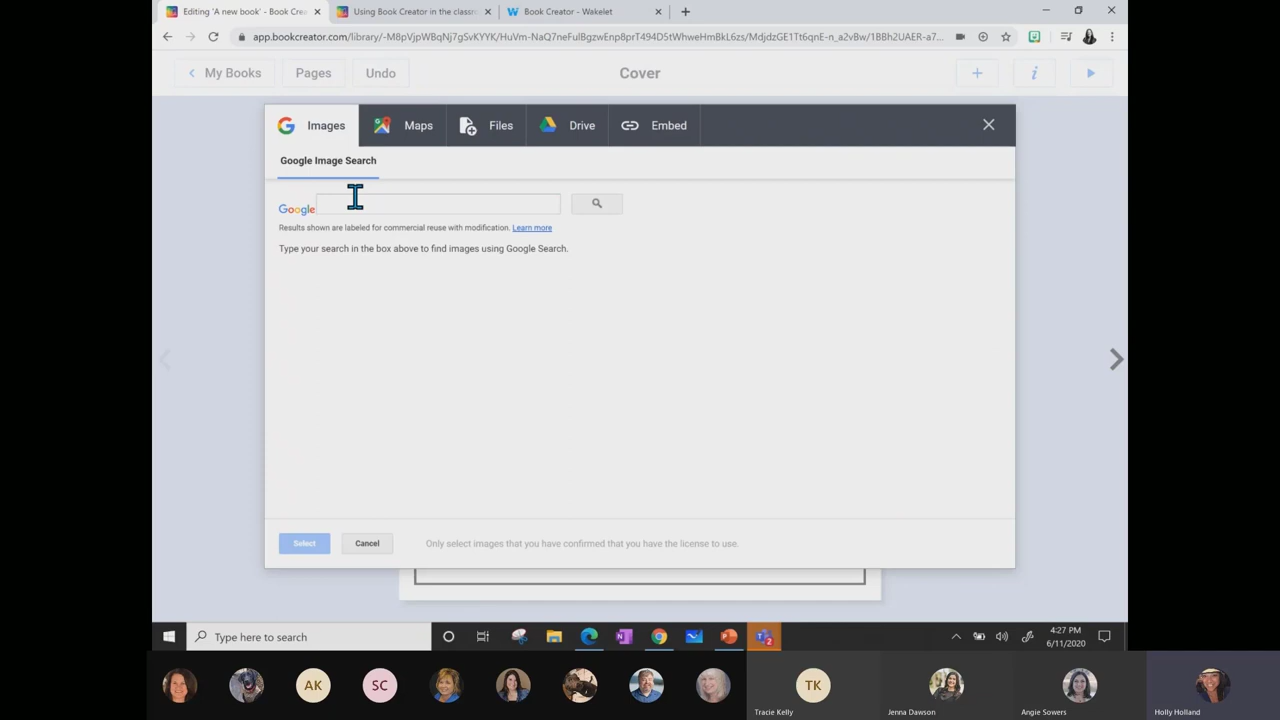 Editing 'A new book' - Book Crea
Using Book Creator in the classr
Book Creator - Wakelet
app.bookcreator.com/library/-M8pVjpWBqNj7gSvKYYK/HuVm-NaQ7neFulBgzwEnp8prT494D5tWhweHmBkL6zs/MdjdzGE1Tt6qnE-n_a2vBw/1BBh2UAER-a7...
My Books
Pages
Undo
Cover
Images
Maps
Files
Drive
Embed
Google Image Search
Google
Results shown are labeled for commercial reuse with modification. Learn more
Type your search in the box above to find images using Google Search.
Select
Cancel
Only select images that you have confirmed that you have the license to use.
Type here to search
4:27 PM
6/11/2020
AK
SC
TK
Tracie Kelly
Jenna Dawson
Angie Sowers
Holly Holland